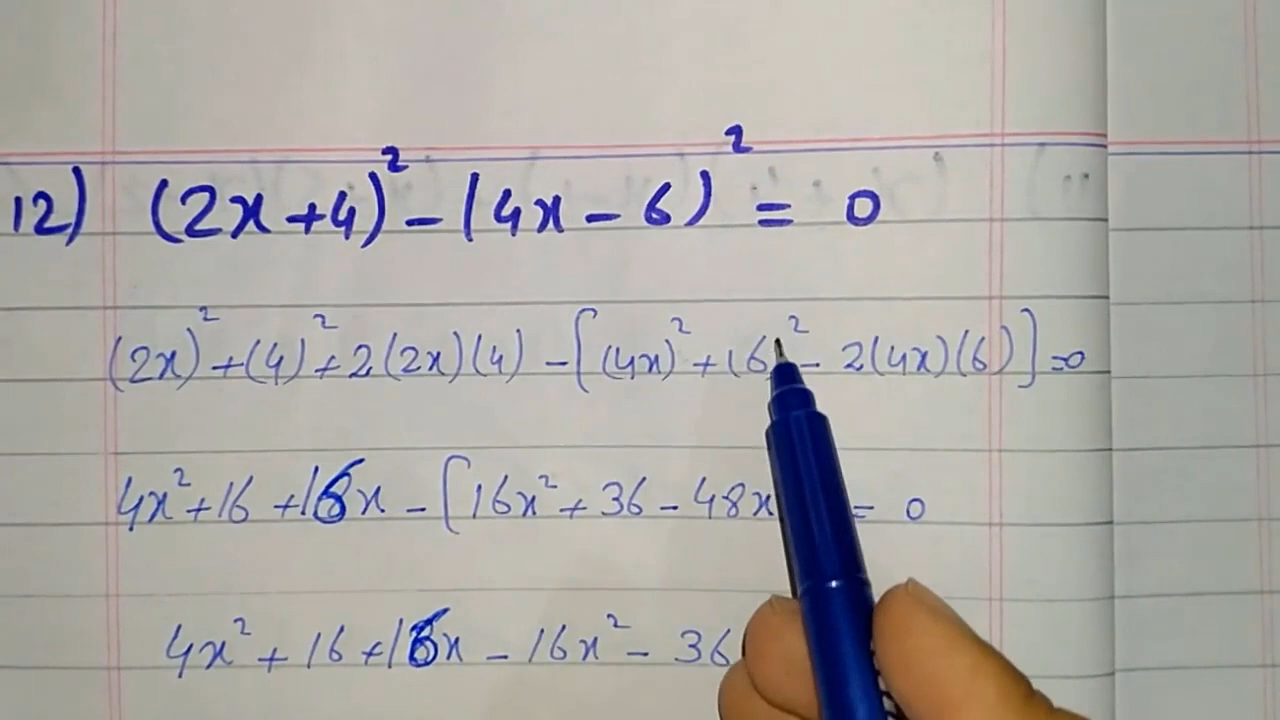 12) (2x+4)² - (4x - 6)² = 0
(2x)² + (4)² + 2(2x)(4) - [(4x)² + (6)² - 2(4x)(6)] = 0
4x² + 16 + 16x - [16x² + 36 - 48x = 0
4x² + 16 + 16x - 16x² - 36